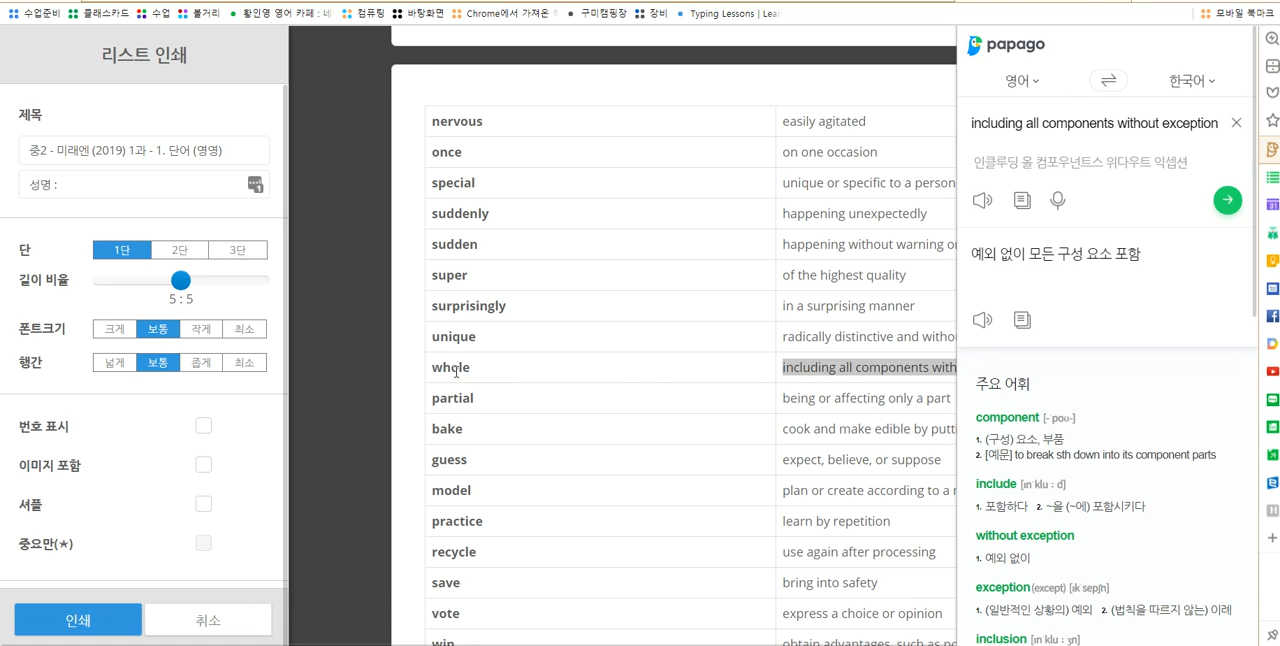 수업준비 클래스카드 수업 볼거리 황인영 영어 카페 : 네 컴퓨팅 바탕화면 Chrome에서 가져온 구미캠핑장 장비 Typing Lessons | Lea 모바일 북마크
리스트 인쇄
제목
중2 - 미래엔 (2019) 1과 - 1. 단어 (영영)
성명 :
단 1단 2단 3단
길이 비율
5 : 5
폰트크기 크게 보통 작게 최소
행간 넓게 보통 좁게 최소
번호 표시
이미지 포함
셔플
중요만(★)
인쇄 취소
nervous easily agitated
once on one occasion
special unique or specific to a person
suddenly happening unexpectedly
sudden happening without warning or
super of the highest quality
surprisingly in a surprising manner
unique radically distinctive and witho
whole including all components with
partial being or affecting only a part
bake cook and make edible by putti
guess expect, believe, or suppose
model plan or create according to a
practice learn by repetition
recycle use again after processing
save bring into safety
vote express a choice or opinion
win obtain advantages, such as po
papago
영어 한국어
including all components without exception
인클루딩 올 컴포우넌트스 위다우트 익셉션
예외 없이 모든 구성 요소 포함
주요 어휘
component [-ˈpoʊ-]
1. (구성) 요소, 부품
2. [예문] to break sth down into its component parts
include [ɪnˈkluːd]
1. 포함하다 2. ~을 (~에) 포함시키다
without exception
1. 예외 없이
exception (except) [ɪkˈsepʃn]
1. (일반적인 상황의) 예외 2. (법칙을 따르지 않는) 이례
inclusion [ɪnˈkluːʒn]